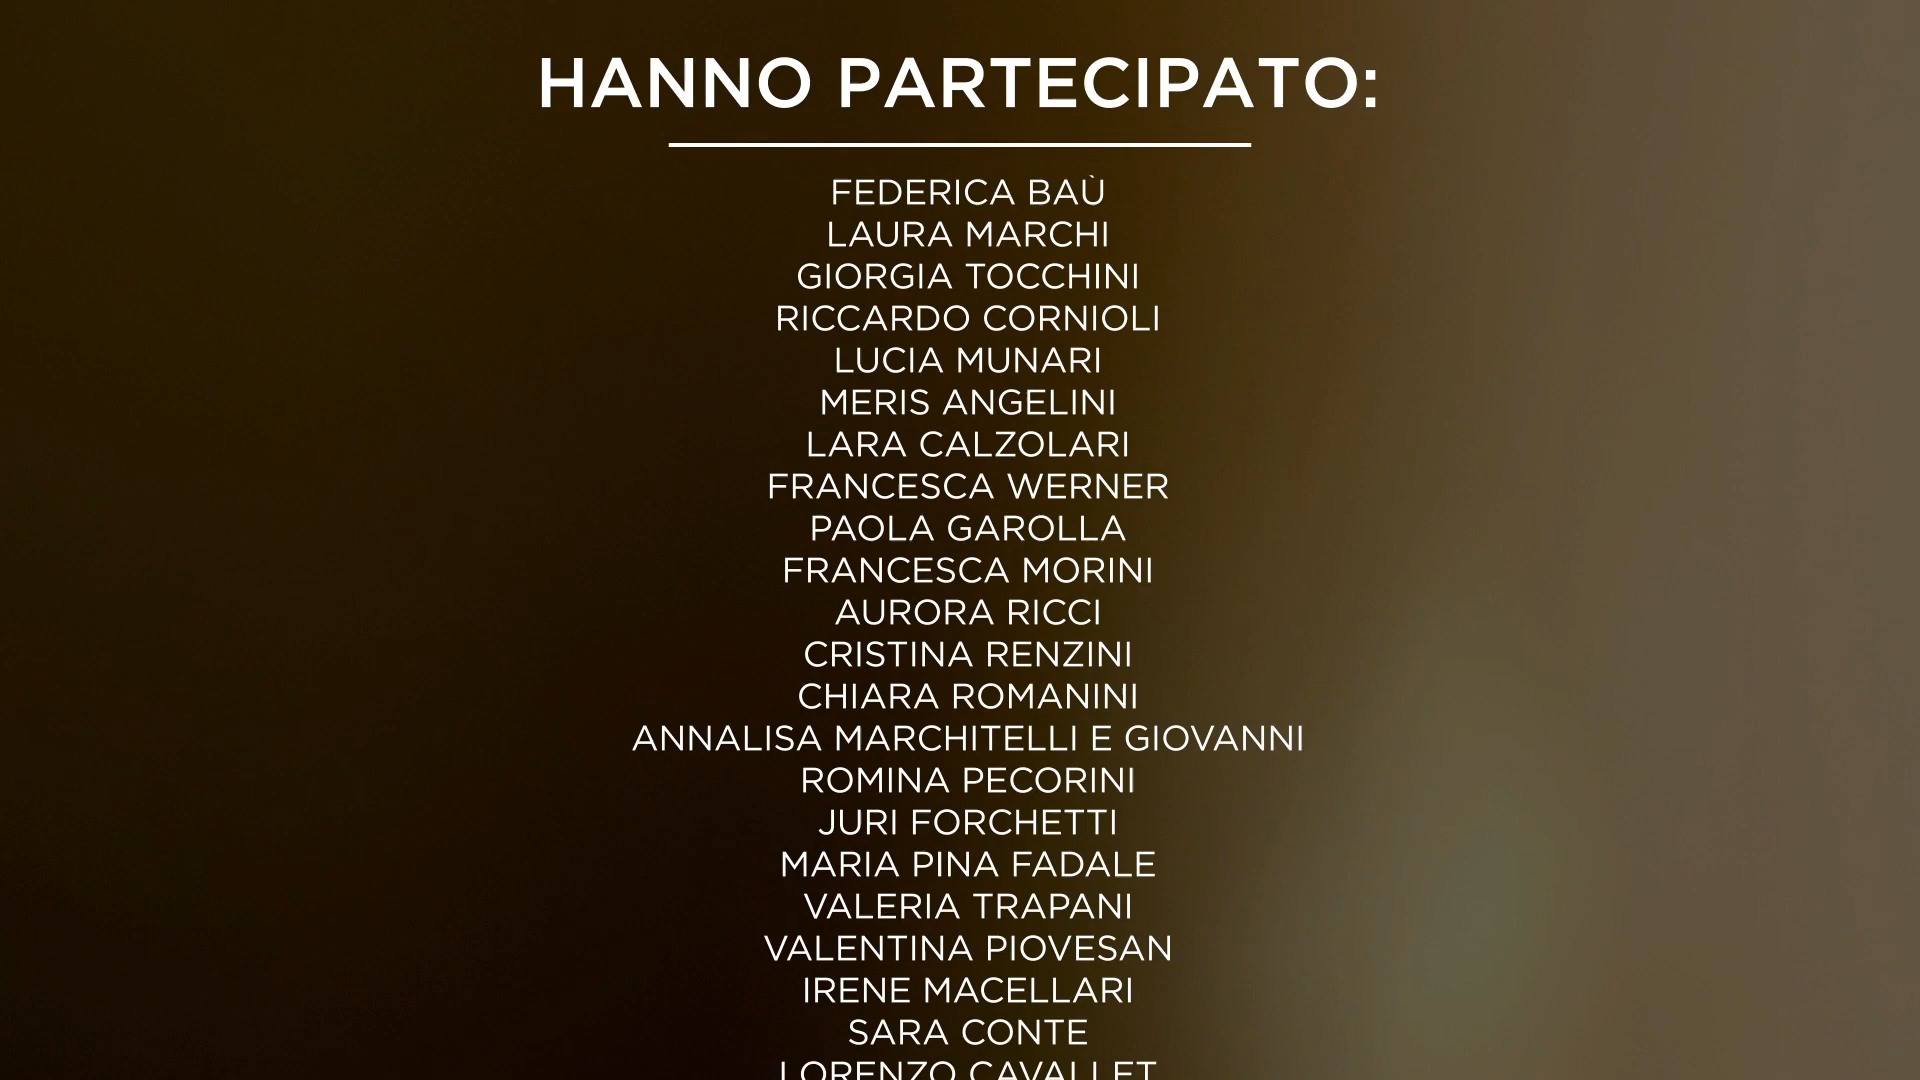 HANNO PARTECIPATO:
FEDERICA BAÙ
LAURA MARCHI
GIORGIA TOCCHINI
RICCARDO CORNIOLI
LUCIA MUNARI
MERIS ANGELINI
LARA CALZOLARI
FRANCESCA WERNER
PAOLA GAROLLA
FRANCESCA MORINI
AURORA RICCI
CRISTINA RENZINI
CHIARA ROMANINI
ANNALISA MARCHITELLI E GIOVANNI
ROMINA PECORINI
JURI FORCHETTI
MARIA PINA FADALE
VALERIA TRAPANI
VALENTINA PIOVESAN
IRENE MACELLARI
SARA CONTE
LORENZO CAVALLET